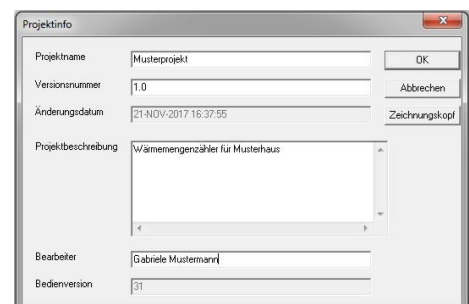 Projektinfo
Projektname
Musterprojekt
OK
Versionsnummer
1.0
Abbrechen
Änderungsdatum
21-NOV-2017 16:37:55
Zeichnungskopf
Projektbeschreibung
Wärmemengenzähler für Musterhaus
Bearbeiter
Gabriele Mustermann
Bedienversion
31